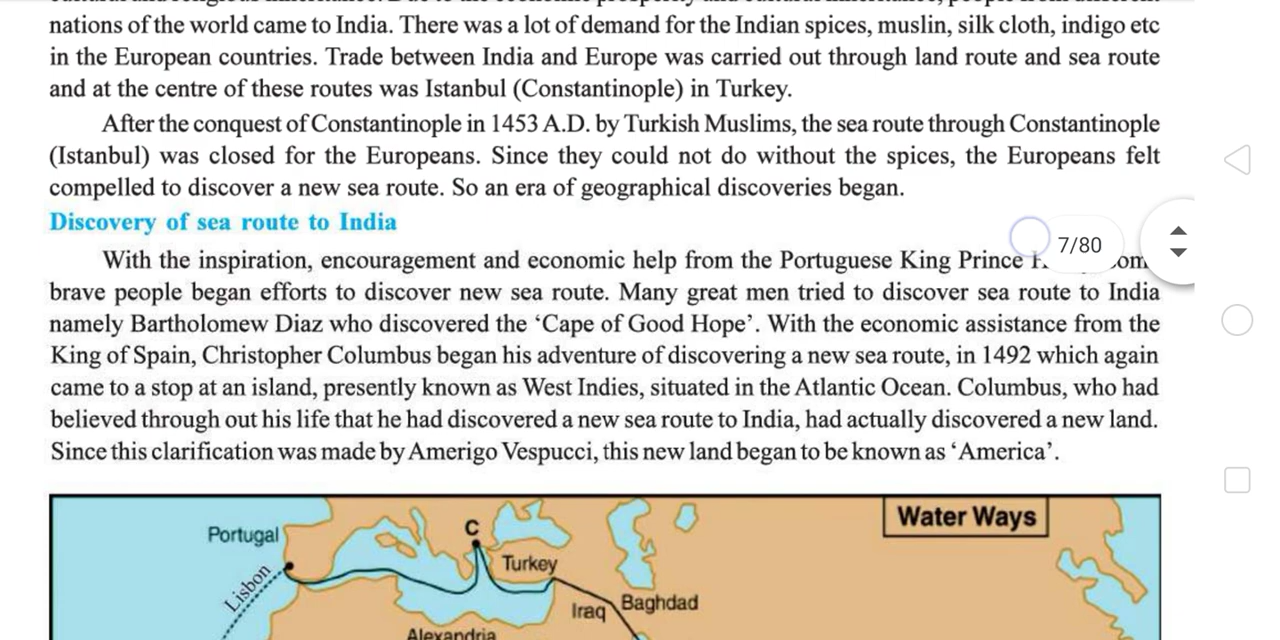 nations of the world came to India. There was a lot of demand for the Indian spices, muslin, silk cloth, indigo etc
in the European countries. Trade between India and Europe was carried out through land route and sea route
and at the centre of these routes was Istanbul (Constantinople) in Turkey.
After the conquest of Constantinople in 1453 A.D. by Turkish Muslims, the sea route through Constantinople
(Istanbul) was closed for the Europeans. Since they could not do without the spices, the Europeans felt
compelled to discover a new sea route. So an era of geographical discoveries began.
Discovery of sea route to India
7/80
With the inspiration, encouragement and economic help from the Portuguese King Prince
brave people began efforts to discover new sea route. Many great men tried to discover sea route to India
namely Bartholomew Diaz who discovered the ‘Cape of Good Hope’. With the economic assistance from the
King of Spain, Christopher Columbus began his adventure of discovering a new sea route, in 1492 which again
came to a stop at an island, presently known as West Indies, situated in the Atlantic Ocean. Columbus, who had
believed through out his life that he had discovered a new sea route to India, had actually discovered a new land.
Since this clarification was made by Amerigo Vespucci, this new land began to be known as ‘America’.
Water Ways
Portugal
C
Turkey
Lisbon
Iraq
Baghdad
Alexandria